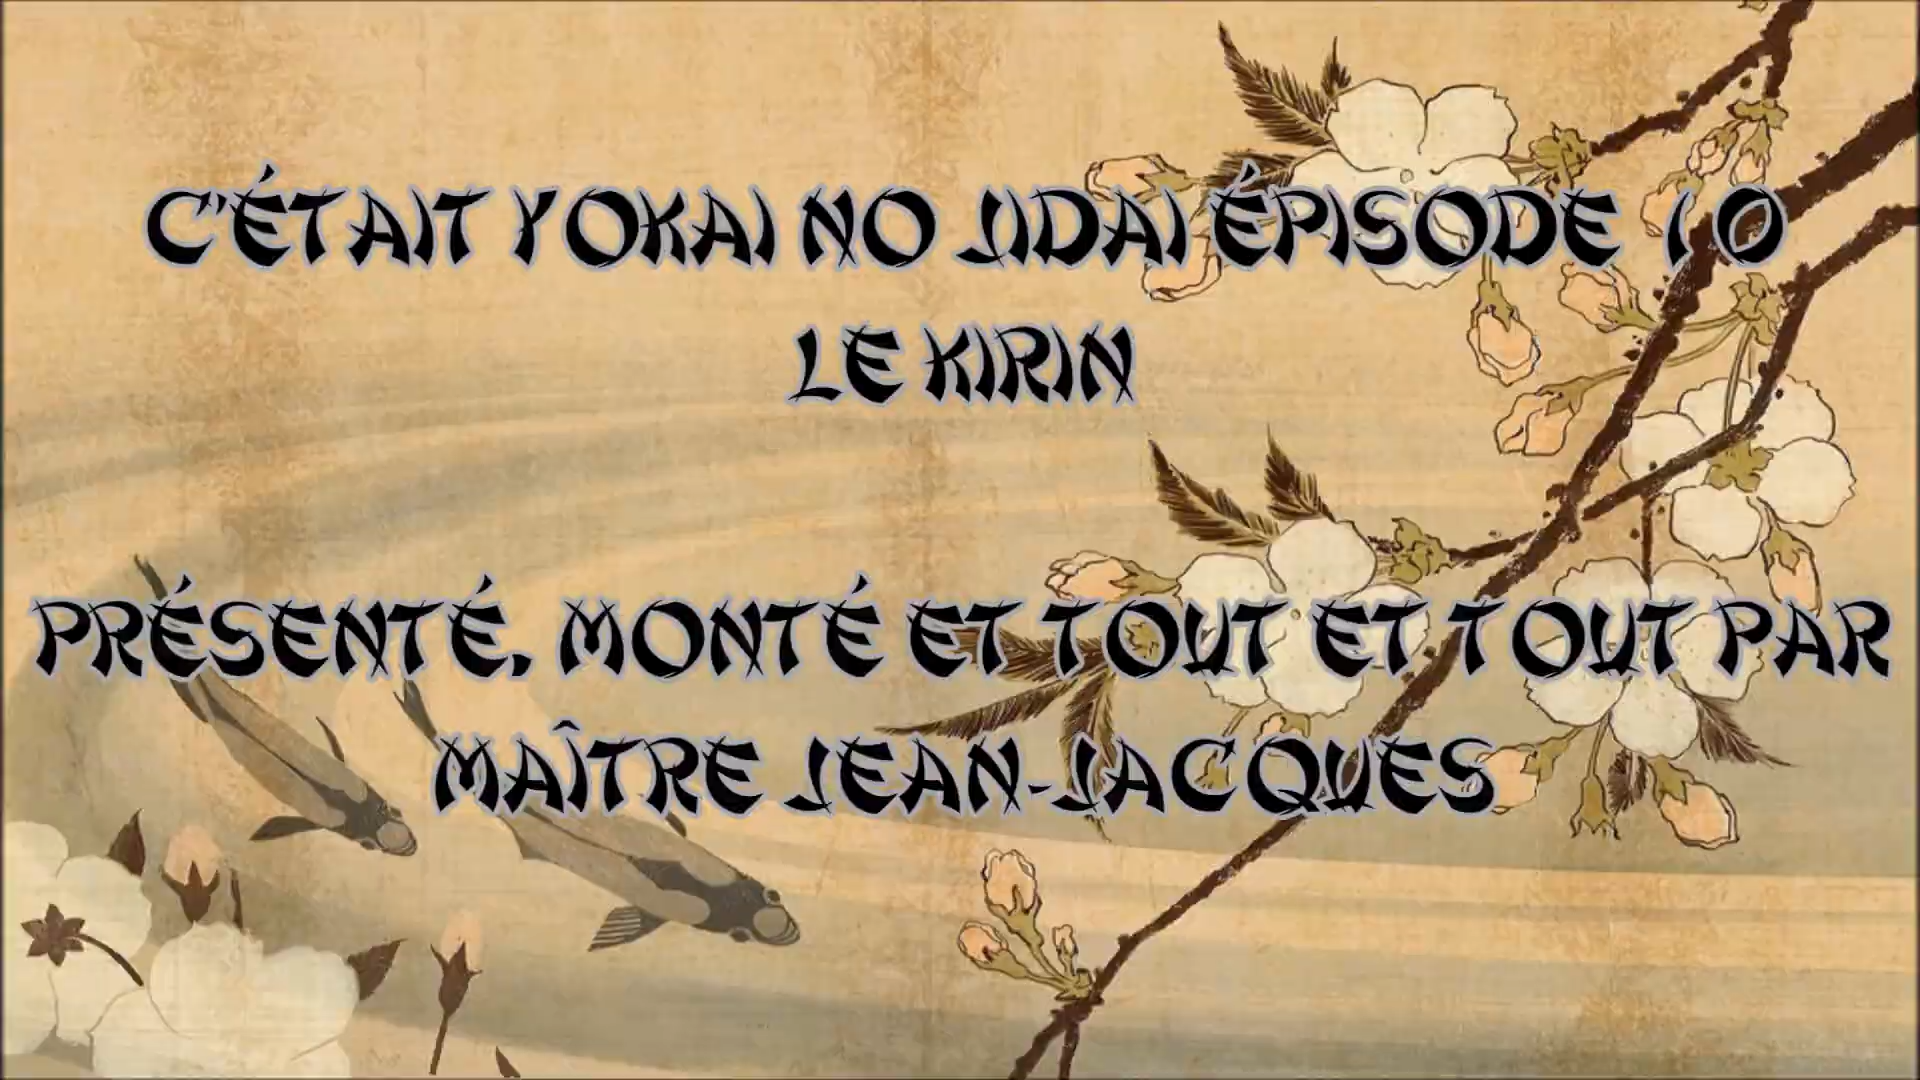 C'ÉTAIT YOKAI NO JIDAI ÉPISODE 10
LE KIRIN
PRÉSENTÉ, MONTÉ ET TOUT ET TOUT PAR
MAÎTRE JEAN-JACQUES